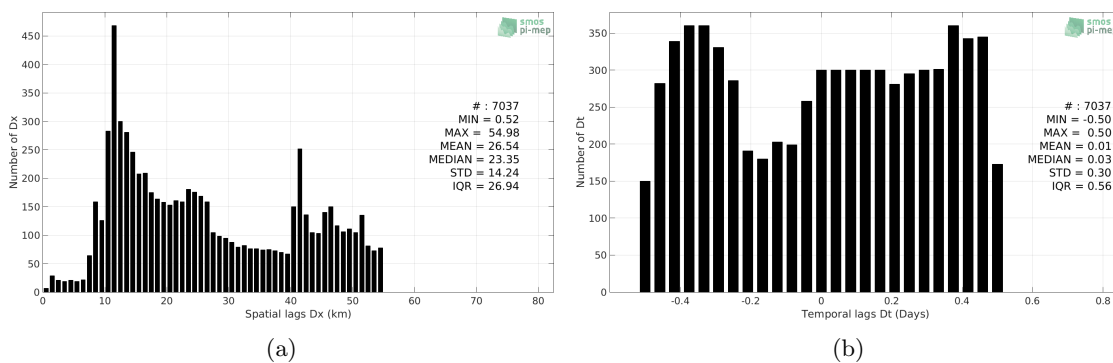 smos
pi-mep
450
400
350
300
250
200
150
100
50
0
Number of Dx
# : 7037
MIN = 0.52
MAX = 54.98
MEAN = 26.54
MEDIAN = 23.35
STD = 14.24
IQR = 26.94
0 10 20 30 40 50 60 70 80
Spatial lags Dx (km)
(a)
smos
pi-mep
350
300
250
200
150
100
50
0
Number of Dt
# : 7037
MIN = -0.50
MAX = 0.50
MEAN = 0.01
MEDIAN = 0.03
STD = 0.30
IQR = 0.56
-0.4 -0.2 0 0.2 0.4 0.6 0.8
Temporal lags Dt (Days)
(b)